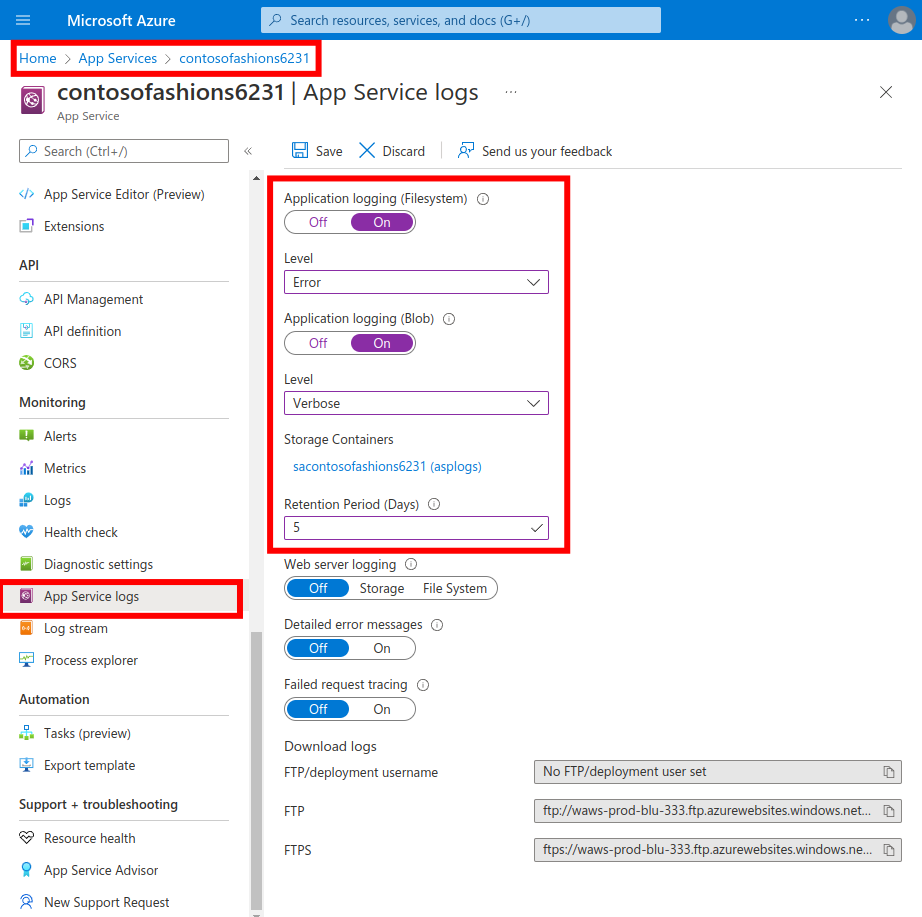 Microsoft Azure
Search resources, services, and docs (G+/)
...
Home > App Services > contosofashions6231
contosofashions6231 | App Service logs ...
App Service
Search (Ctrl+/)
«
Save
Discard
Send us your feedback
App Service Editor (Preview)
Extensions
API
API Management
API definition
CORS
Monitoring
Alerts
Metrics
Logs
Health check
Diagnostic settings
App Service logs
Log stream
Process explorer
Automation
Tasks (preview)
Export template
Support + troubleshooting
Resource health
App Service Advisor
New Support Request
Application logging (Filesystem)
Off On
Level
Error
Application logging (Blob)
Off On
Level
Verbose
Storage Containers
sacontosofashions6231 (asplogs)
Retention Period (Days)
5
Web server logging
Off Storage File System
Detailed error messages
Off On
Failed request tracing
Off On
Download logs
FTP/deployment username
No FTP/deployment user set
FTP
ftp://waws-prod-blu-333.ftp.azurewebsites.windows.net...
FTPS
ftps://waws-prod-blu-333.ftp.azurewebsites.windows.ne...